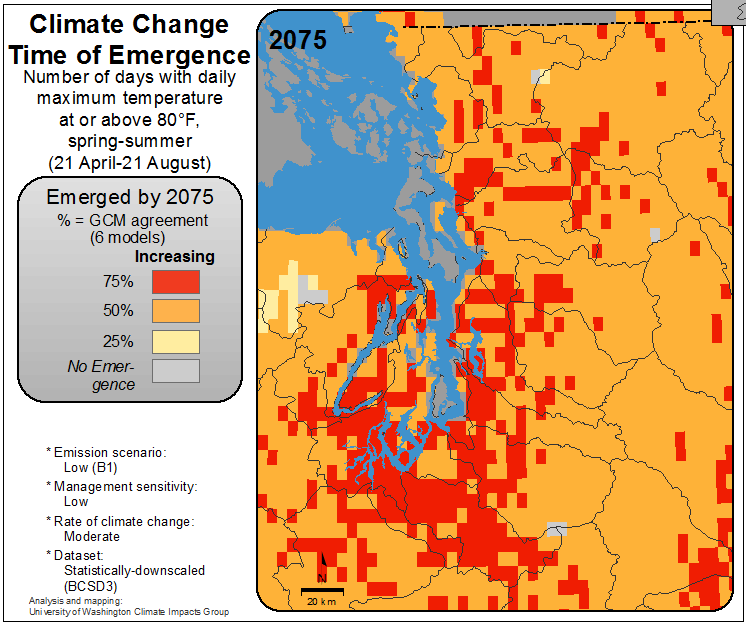 Climate Change
Time of Emergence
Number of days with daily
maximum temperature
at or above 80°F,
spring-summer
(21 April-21 August)
Emerged by 2075
% = GCM agreement
(6 models)
Increasing
75%
50%
25%
No Emer-
gence
* Emission scenario:
Low (B1)
* Management sensitivity:
Low
* Rate of climate change:
Moderate
* Dataset:
Statistically-downscaled
(BCSD3)
Analysis and mapping:
University of Washington Climate Impacts Group
2075
N
20 km